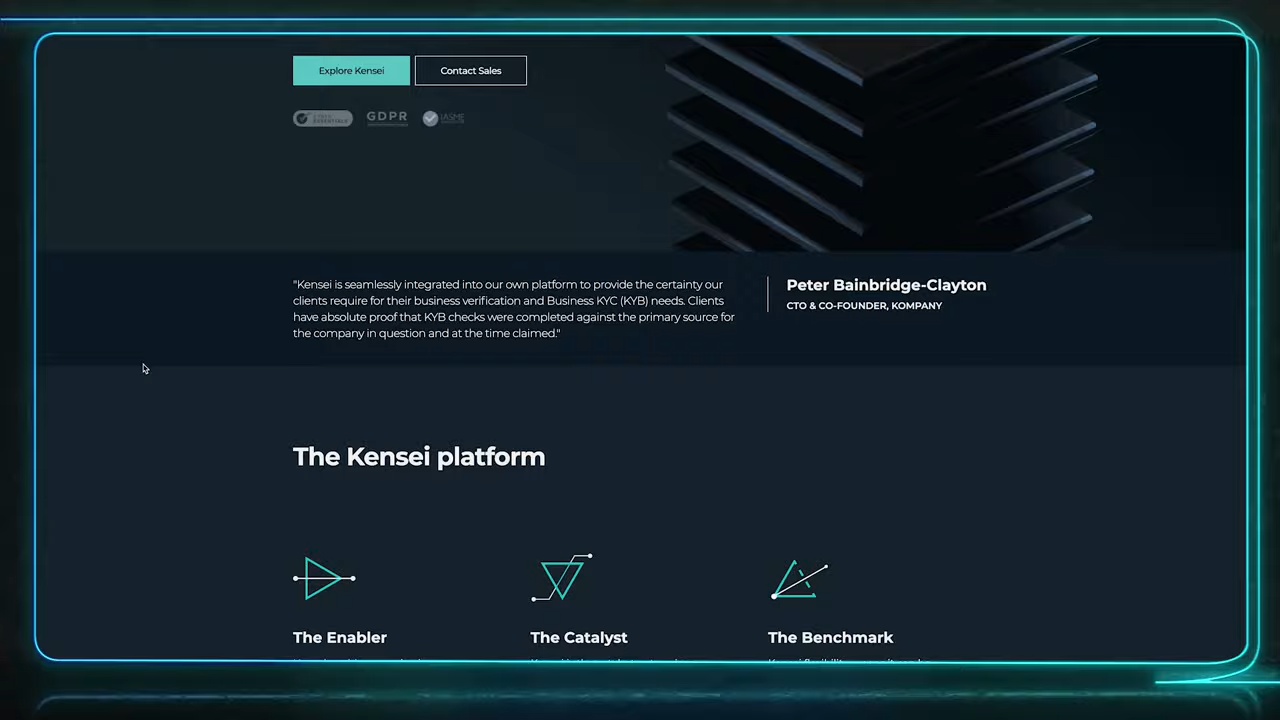 Explore Kensei
Contact Sales
ESSENTIALS
GDPR
IASME
"Kensei is seamlessly integrated into our own platform to provide the certainty our
clients require for their business verification and Business KYC (KYB) needs. Clients
have absolute proof that KYB checks were completed against the primary source for
the company in question and at the time claimed."
Peter Bainbridge-Clayton
CTO & CO-FOUNDER, KOMPANY
The Kensei platform
The Enabler
The Catalyst
The Benchmark